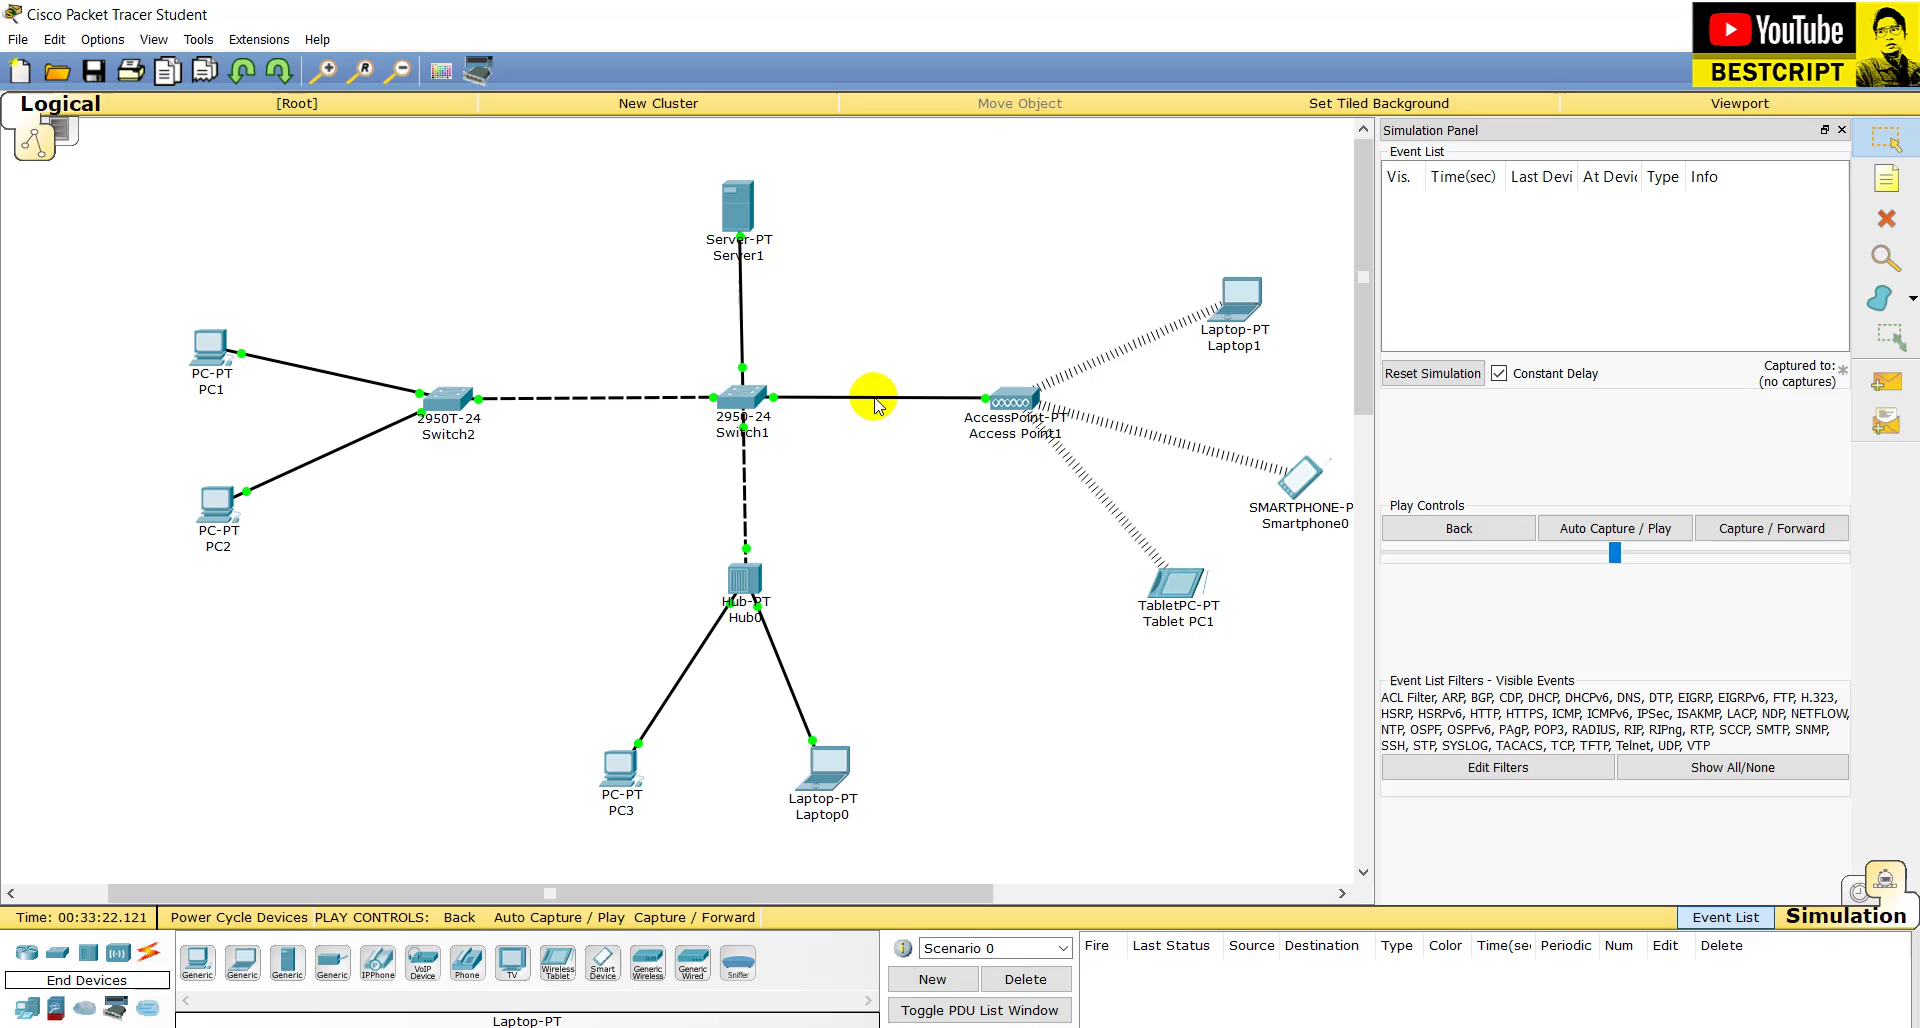 Cisco Packet Tracer Student
File Edit Options View Tools Extensions Help
YouTube
BESTCRIPT
Logical [Root] New Cluster Move Object Set Tiled Background Viewport
Server-PT
Server1
PC-PT
PC1
PC-PT
PC2
2950T-24
Switch2
2950-24
Switch1
AccessPoint-PT
Access Point1
Laptop-PT
Laptop1
SMARTPHONE-P
Smartphone0
TabletPC-PT
Tablet PC1
Hub-PT
Hub0
PC-PT
PC3
Laptop-PT
Laptop0
Simulation Panel
Event List
Vis. Time(sec) Last Devi At Devic Type Info
Reset Simulation Constant Delay Captured to: *
(no captures)
Play Controls
Back Auto Capture / Play Capture / Forward
Event List Filters - Visible Events
ACL Filter, ARP, BGP, CDP, DHCP, DHCPv6, DNS, DTP, EIGRP, EIGRPv6, FTP, H.323,
HSRP, HSRPv6, HTTP, HTTPS, ICMP, ICMPv6, IPSec, ISAKMP, LACP, NDP, NETFLOW,
NTP, OSPF, OSPFv6, PAgP, POP3, RADIUS, RIP, RIPng, RTP, SCCP, SMTP, SNMP,
SSH, STP, SYSLOG, TACACS, TCP, TFTP, Telnet, UDP, VTP
Edit Filters Show All/None
Time: 00:33:22.121 Power Cycle Devices PLAY CONTROLS: Back Auto Capture / Play Capture / Forward Event List Simulation
End Devices
Generic Generic Generic Generic IPPhone VoIP Device Phone TV Wireless Tablet Smart Device Generic Wireless Generic Wired Sniffer
Laptop-PT
Scenario 0
New Delete
Toggle PDU List Window
Fire Last Status Source Destination Type Color Time(sec Periodic Num Edit Delete